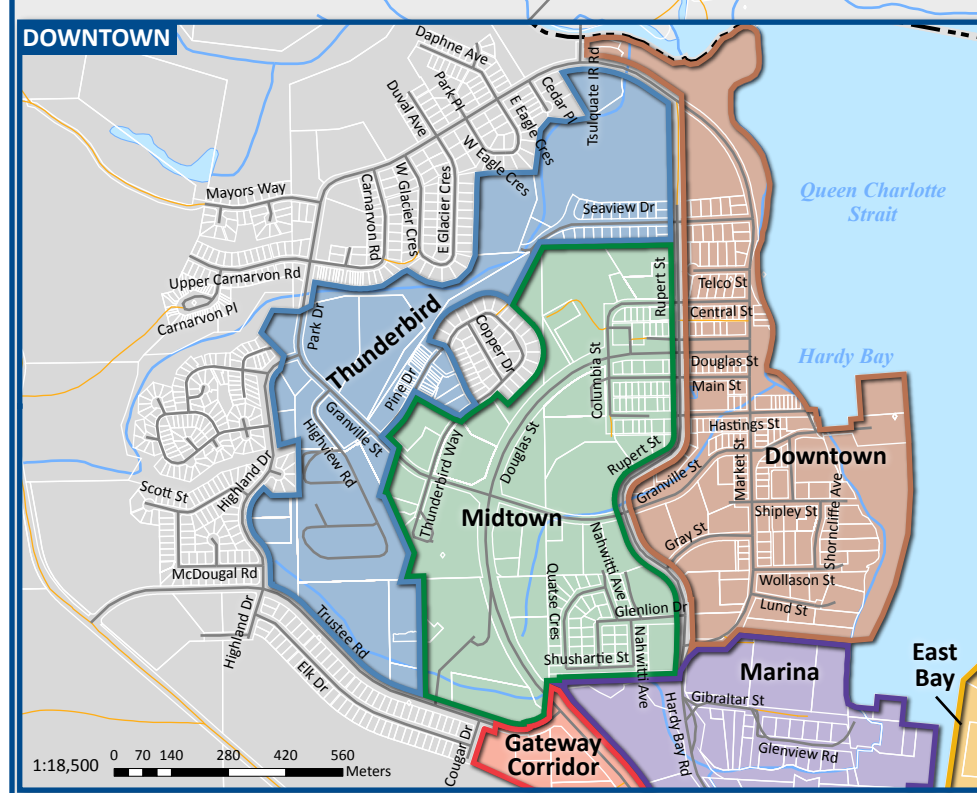 DOWNTOWN
Daphne Ave
Park Pl
Duval Ave
Cedar Pl
E Eagle Cres
W Eagle Cres
Tsulquate IR Rd
Mayors Way
Carnarvon Rd
W Glacier Cres
E Glacier Cres
Seaview Dr
Queen Charlotte
Strait
Upper Carnarvon Rd
Carnarvon Pl
Park Dr
Thunderbird
Rupert St
Telco St
Central St
Copper Dr
Pine Dr
Columbia St
Douglas St
Main St
Hardy Bay
Granville St
Highview Rd
Thunderbird Way
Douglas St
Rupert St
Hastings St
Market St
Downtown
Granville St
Scott St
Highland Dr
Midtown
Shipley St
Shorncliffe Ave
Gray St
Nahwitti Ave
McDougal Rd
Quatse Cres
Wollason St
Glenlion Dr
Lund St
Highland Dr
Trustee Rd
Elk Dr
Shushartie St
Nahwitti Ave
Marina
East
Bay
Hardy Bay Rd
Gibraltar St
Cougar Dr
Gateway
Corridor
Glenview Rd
1:18,500
0 70 140 280 420 560
Meters